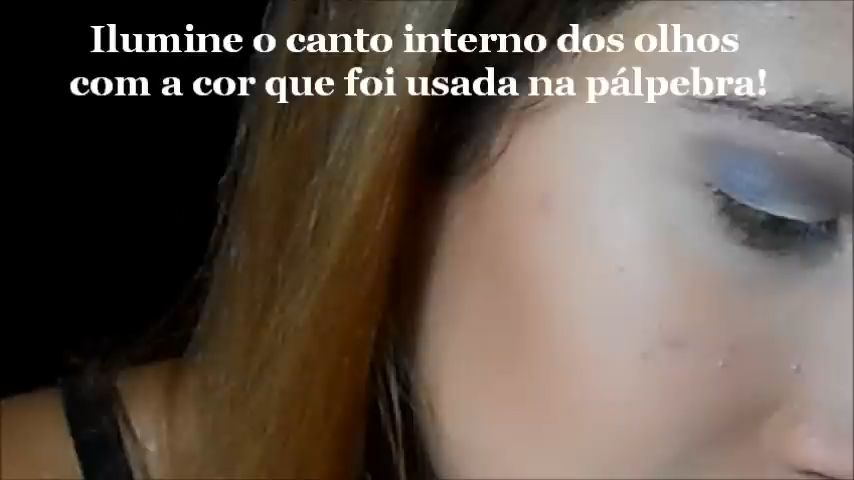 Ilumine o canto interno dos olhos
com a cor que foi usada na pálpebra!